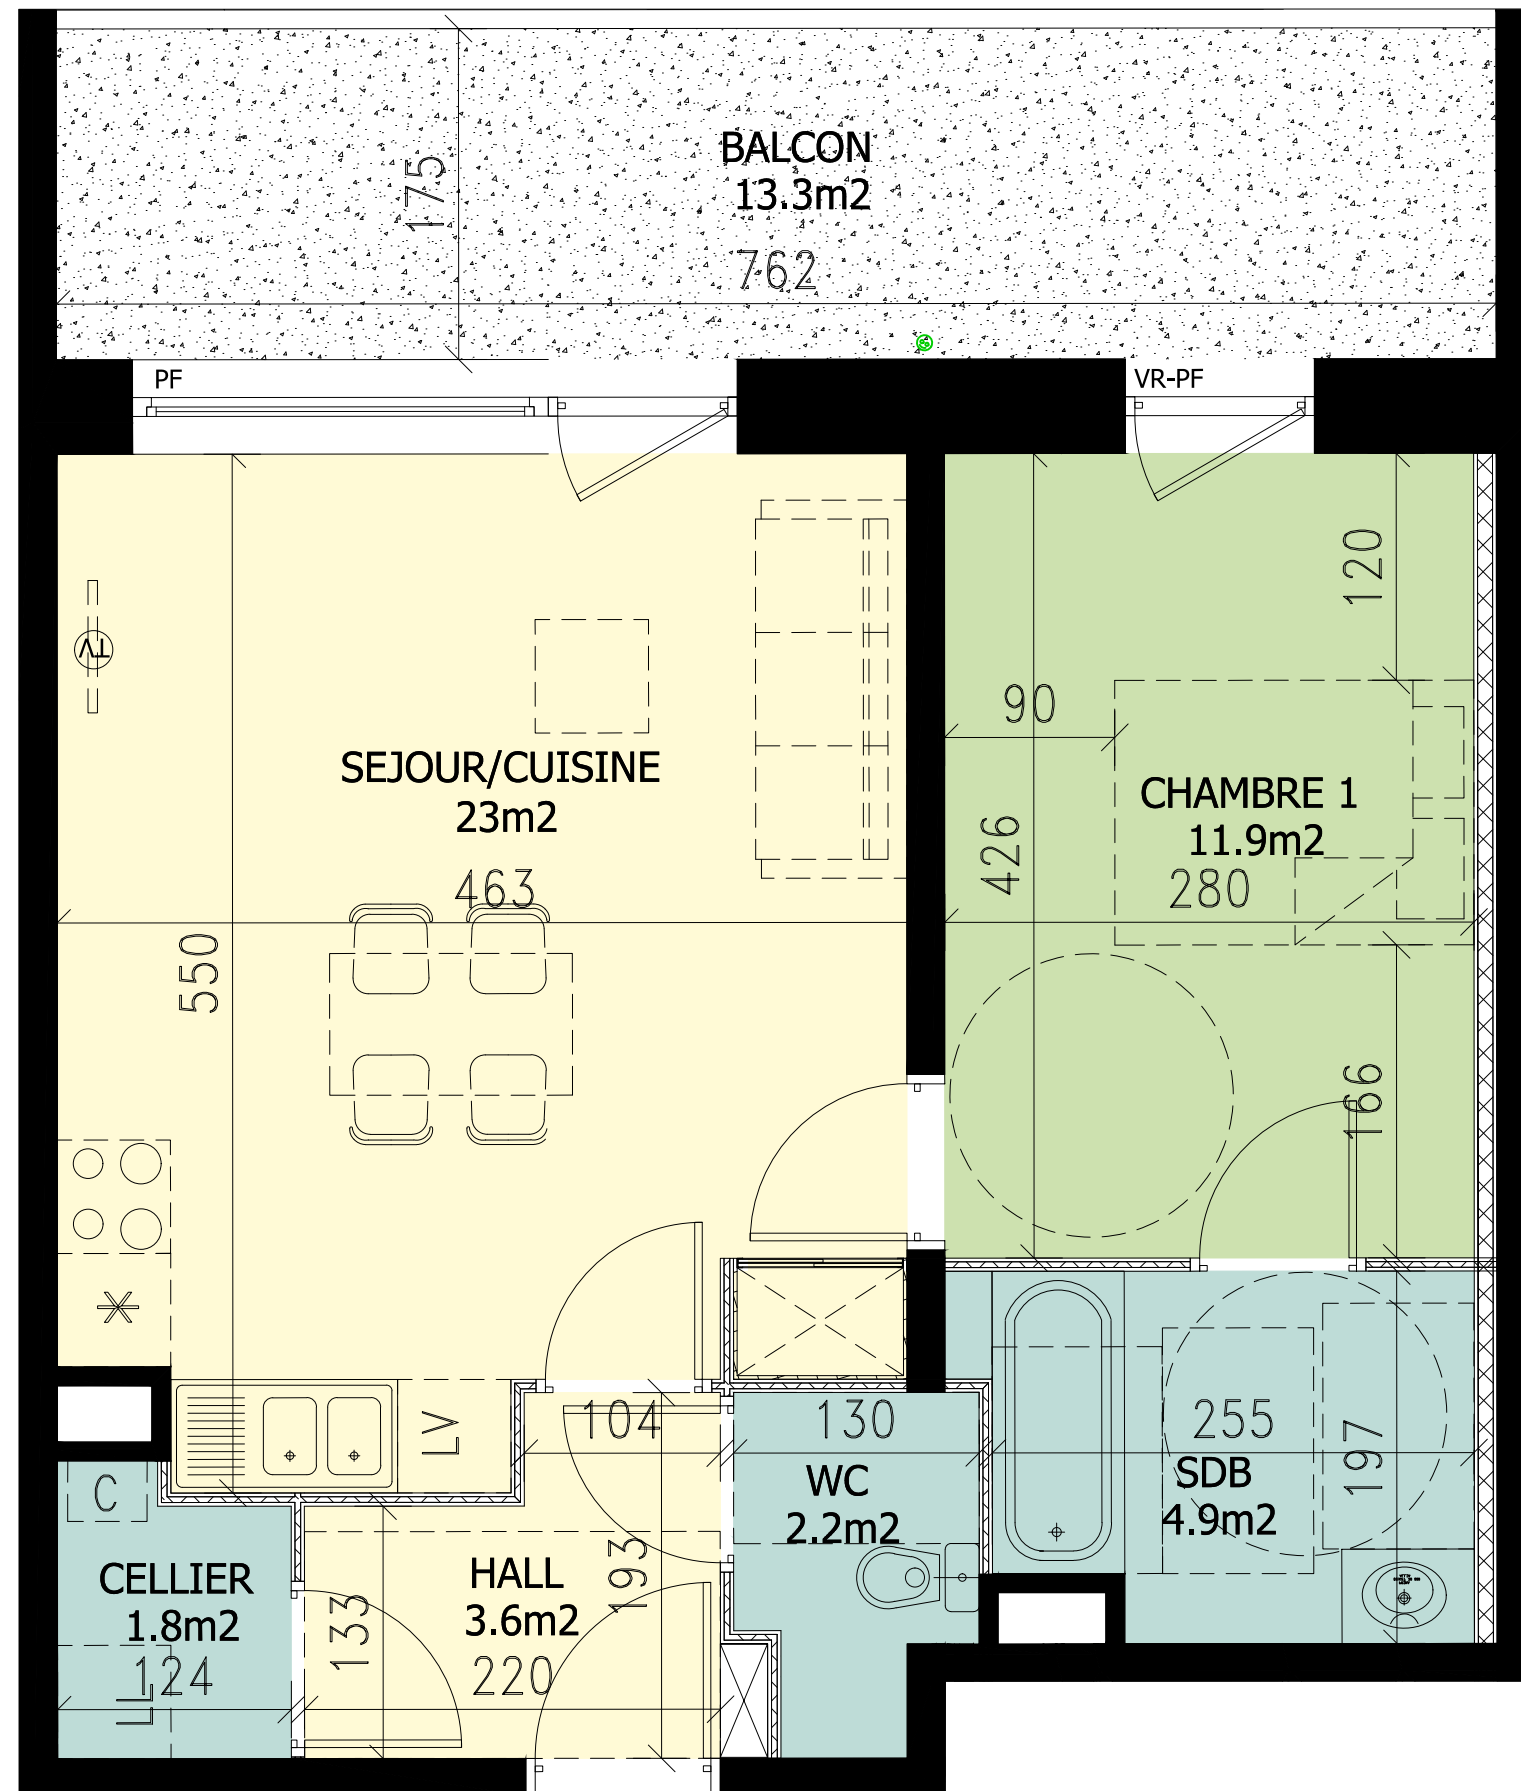 BALCON
13.3m2
175
762
PF
VR-PF
TV
120
90
SEJOUR/CUISINE
23m2
CHAMBRE 1
11.9m2
426
463
280
550
166
104
130
255
LV
197
WC
2.2m2
SDB
4.9m2
C
CELLIER
1.8m2
HALL
3.6m2
193
133
124
220
LL